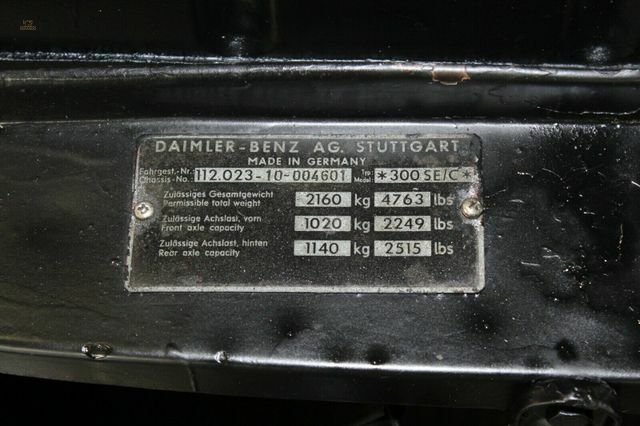 DAIMLER-BENZ AG. STUTTGART
MADE IN GERMANY
Fahrgest.-Nr.: 112.023-10-004601 Typ *300 SE/C*
Chassis-No.: Model:
Zulässiges Gesamtgewicht 2160 kg 4763 lbs
Permissible total weight
Zulässige Achslast, vorn 1020 kg 2249 lbs
Front axle capacity
Zulässige Achslast, hinten 1140 kg 2515 lbs
Rear axle capacity